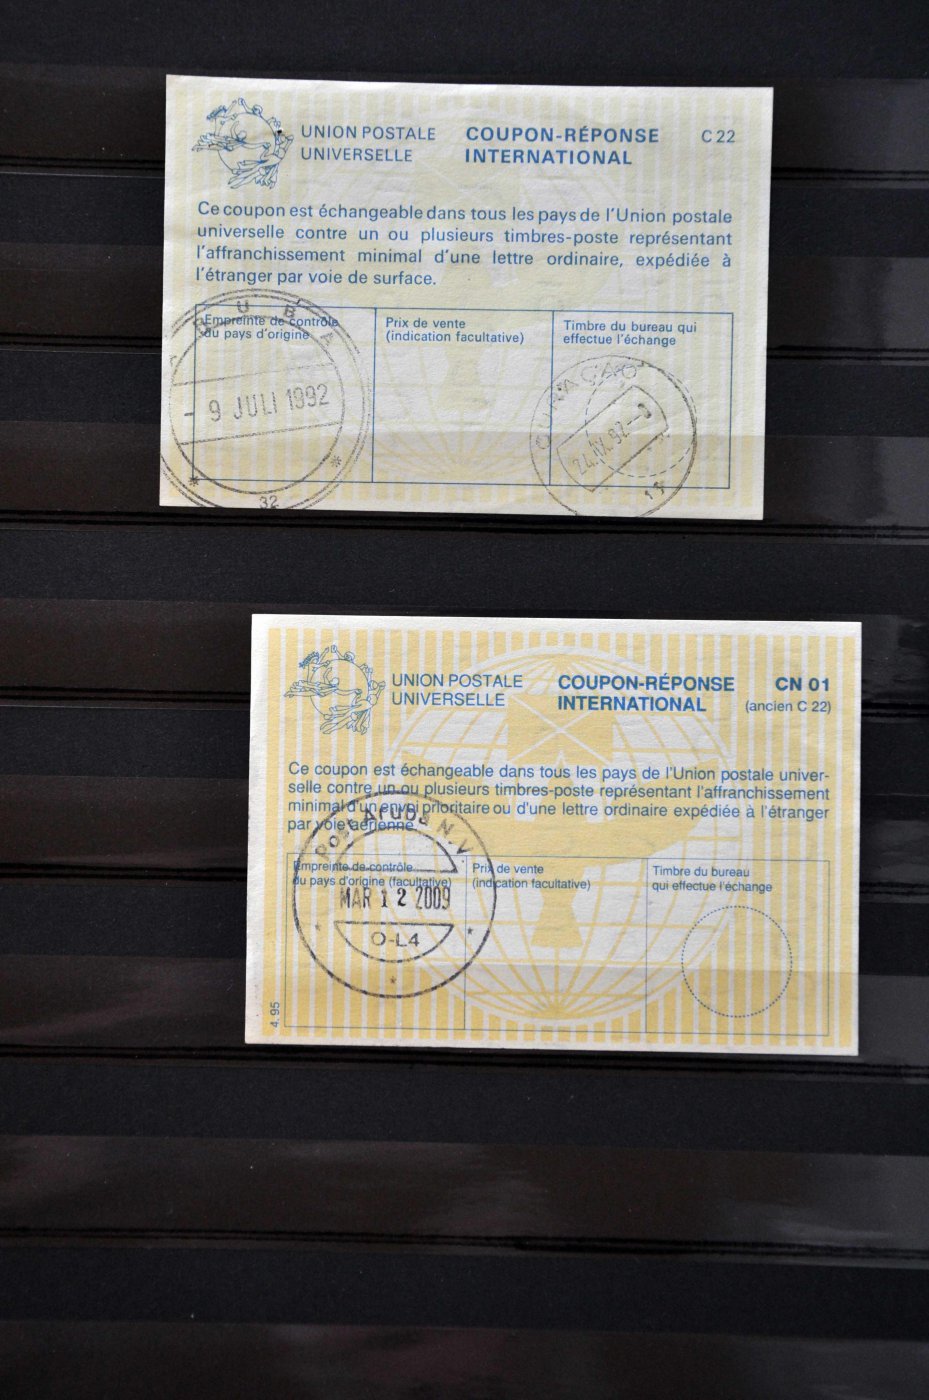 UNION POSTALE
UNIVERSELLE
COUPON-RÉPONSE
INTERNATIONAL
C 22
Ce coupon est échangeable dans tous les pays de l'Union postale
universelle contre un ou plusieurs timbres-poste représentant
l'affranchissement minimal d'une lettre ordinaire, expédiée à
l'étranger par voie de surface.
Empreinte de contrôle
du pays d'origine
Prix de vente
(indication facultative)
Timbre du bureau qui
effectue l'échange
- 9 JULI 1992
32
CURAÇAO
UNION POSTALE
UNIVERSELLE
COUPON-RÉPONSE
INTERNATIONAL
CN 01
(ancien C 22)
Ce coupon est échangeable dans tous les pays de l'Union postale univer-
selle contre un ou plusieurs timbres-poste représentant l'affranchissement
minimal d'un envoi prioritaire ou d'une lettre ordinaire expédiée à l'étranger
par voie aérienne.
Empreinte de contrôle
du pays d'origine (facultative)
Prix de vente
(indication facultative)
Timbre du bureau
qui effectue l'échange
Post Aruba N.V.
MAR 12 2009
O-L4
4.95